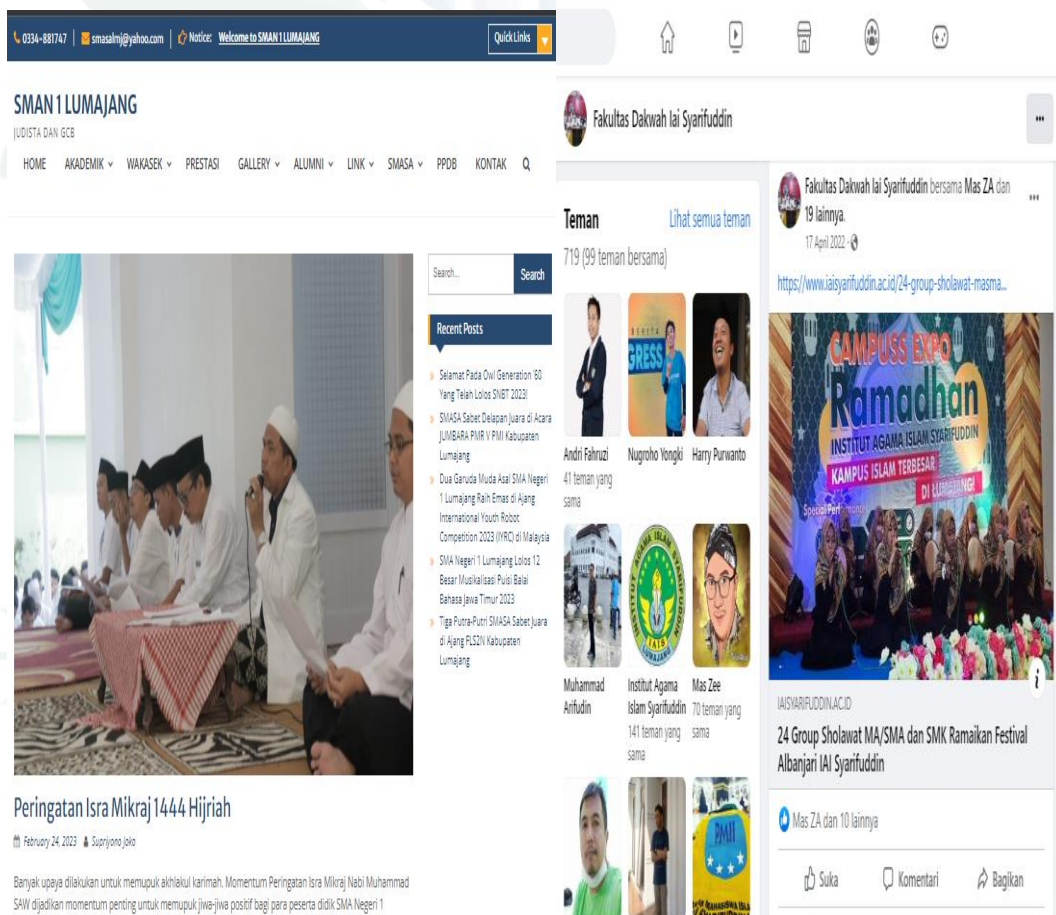 0334-881747 | smasalmj@yahoo.com | Notice: Welcome to SMAN 1 LUMAJANG
Quick Links
SMAN 1 LUMAJANG
JUDISTA DAN GCB
HOME AKADEMIK WAKASEK PRESTASI GALLERY ALUMNI LINK SMASA PPDB KONTAK
Search...
Search
Recent Posts
Selamat Pada Owl Generation '60
Yang Telah Lolos SNBT 2023!
SMASA Sabet Delapan Juara di Acara
JUMBARA PMR V PMI Kabupaten
Lumajang
Dua Garuda Muda Asal SMA Negeri
1 Lumajang Raih Emas di Ajang
International Youth Robot
Competition 2023 (IYRC) di Malaysia
SMA Negeri 1 Lumajang Lolos 12
Besar Musikalisasi Puisi Balai
Bahasa Jawa Timur 2023
Tiga Putra-Putri SMASA Sabet Juara
di Ajang FLS2N Kabupaten
Lumajang
Peringatan Isra Mikraj 1444 Hijriah
February 24, 2023 Supriyono Joko
Banyak upaya dilakukan untuk memupuk akhlakul karimah. Momentum Peringatan Isra Mikraj Nabi Muhammad
SAW dijadikan momentum penting untuk memupuk jiwa-jiwa positif bagi para peserta didik SMA Negeri 1
Fakultas Dakwah Iai Syarifuddin
Teman
Lihat semua teman
719 (99 teman bersama)
GRESS
Andri Fahruzi
41 teman yang
sama
Nugroho Yongki
Harry Purwanto
INSTITUT AGAMA ISLAM SYARIFUDDIN
IAIS
LUMAJANG
Muhammad
Arifudin
Institut Agama
Islam Syarifuddin
141 teman yang
sama
Mas Zee
70 teman yang
sama
PMII
Fakultas Dakwah Iai Syarifuddin bersama Mas ZA dan
19 lainnya.
17 April 2022
https://www.iaisyarifuddin.ac.id/24-group-sholawat-masma...
CAMPUSS EXPO
Ramadhan
INSTITUT AGAMA ISLAM SYARIFUDDIN
KAMPUS ISLAM TERBESAR
DI LUMAJANG!
IAISYARIFUDDIN.AC.ID
24 Group Sholawat MA/SMA dan SMK Ramaikan Festival
Albanjari IAI Syarifuddin
Mas ZA dan 10 lainnya
Suka
Komentari
Bagikan